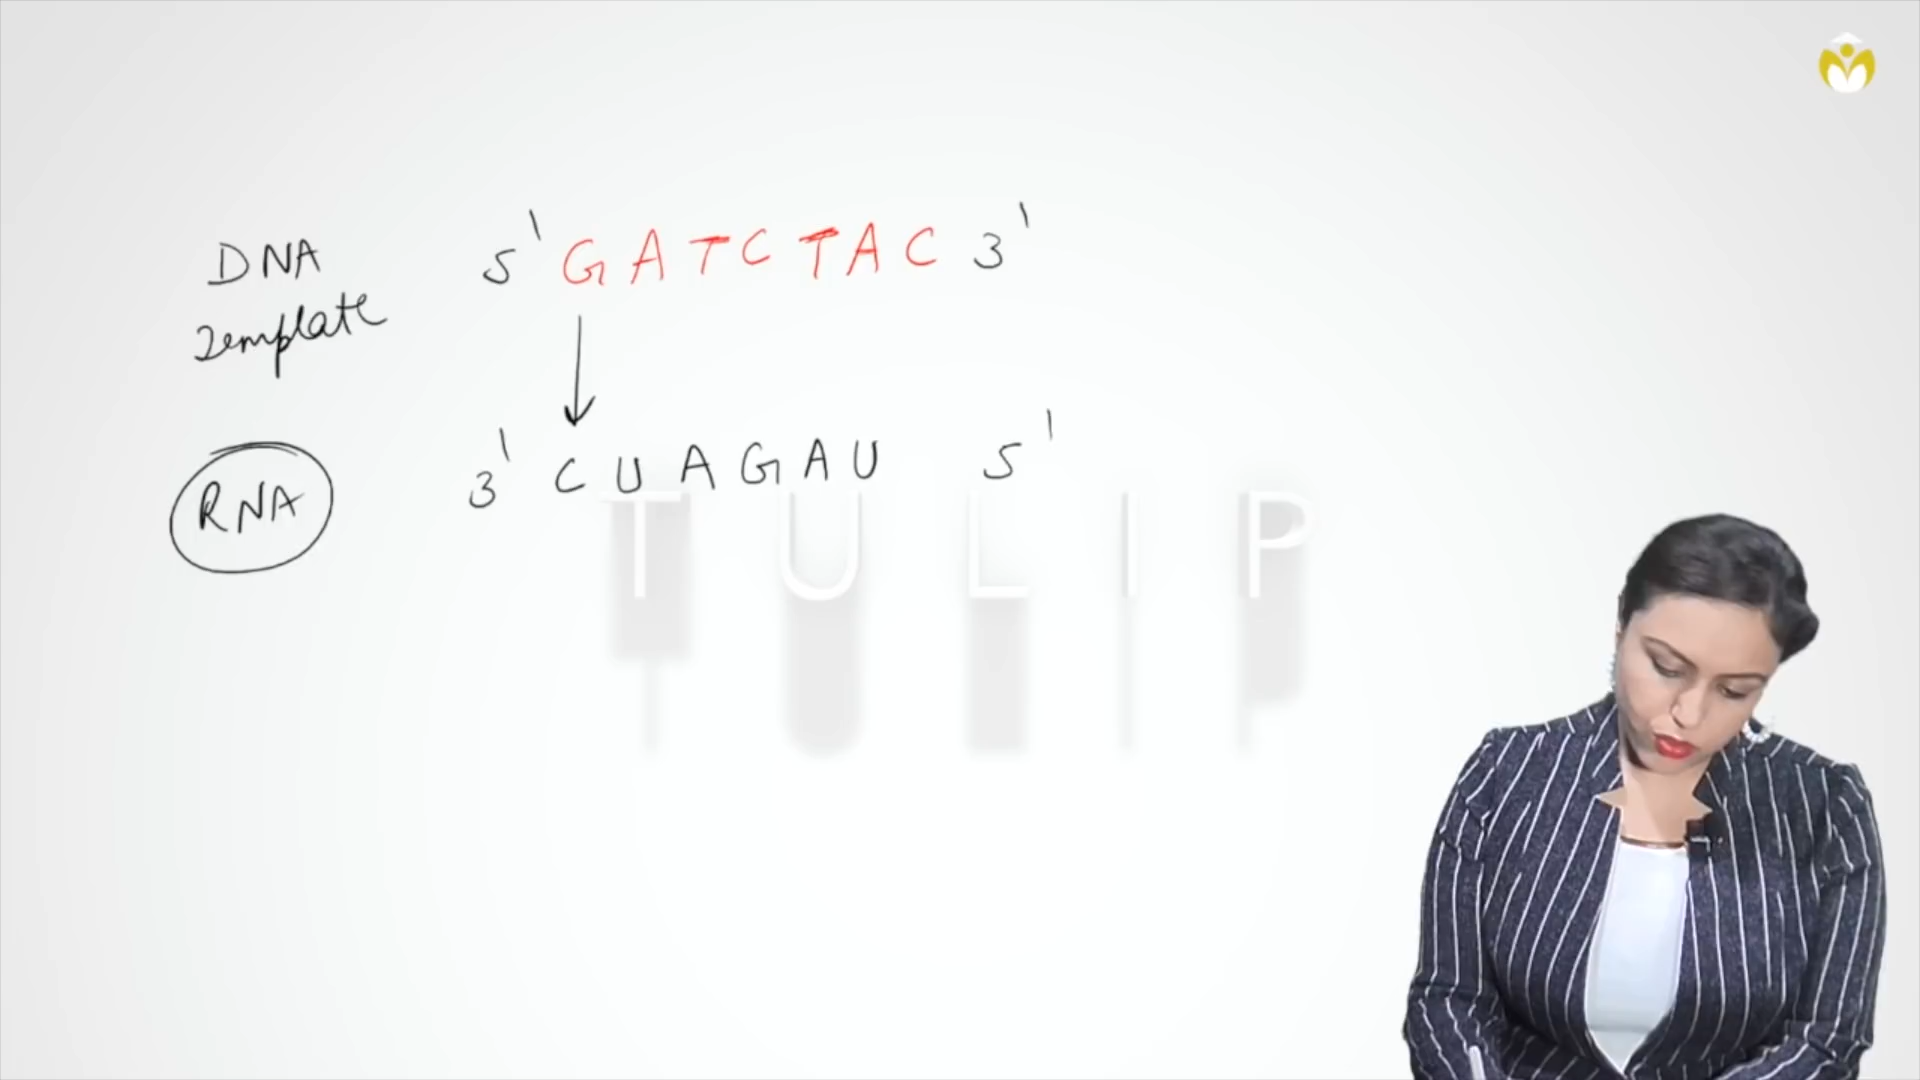 DNA 5' GATCTAC 3'
Template
RNA 3' CUAGAU 5'
TULIP